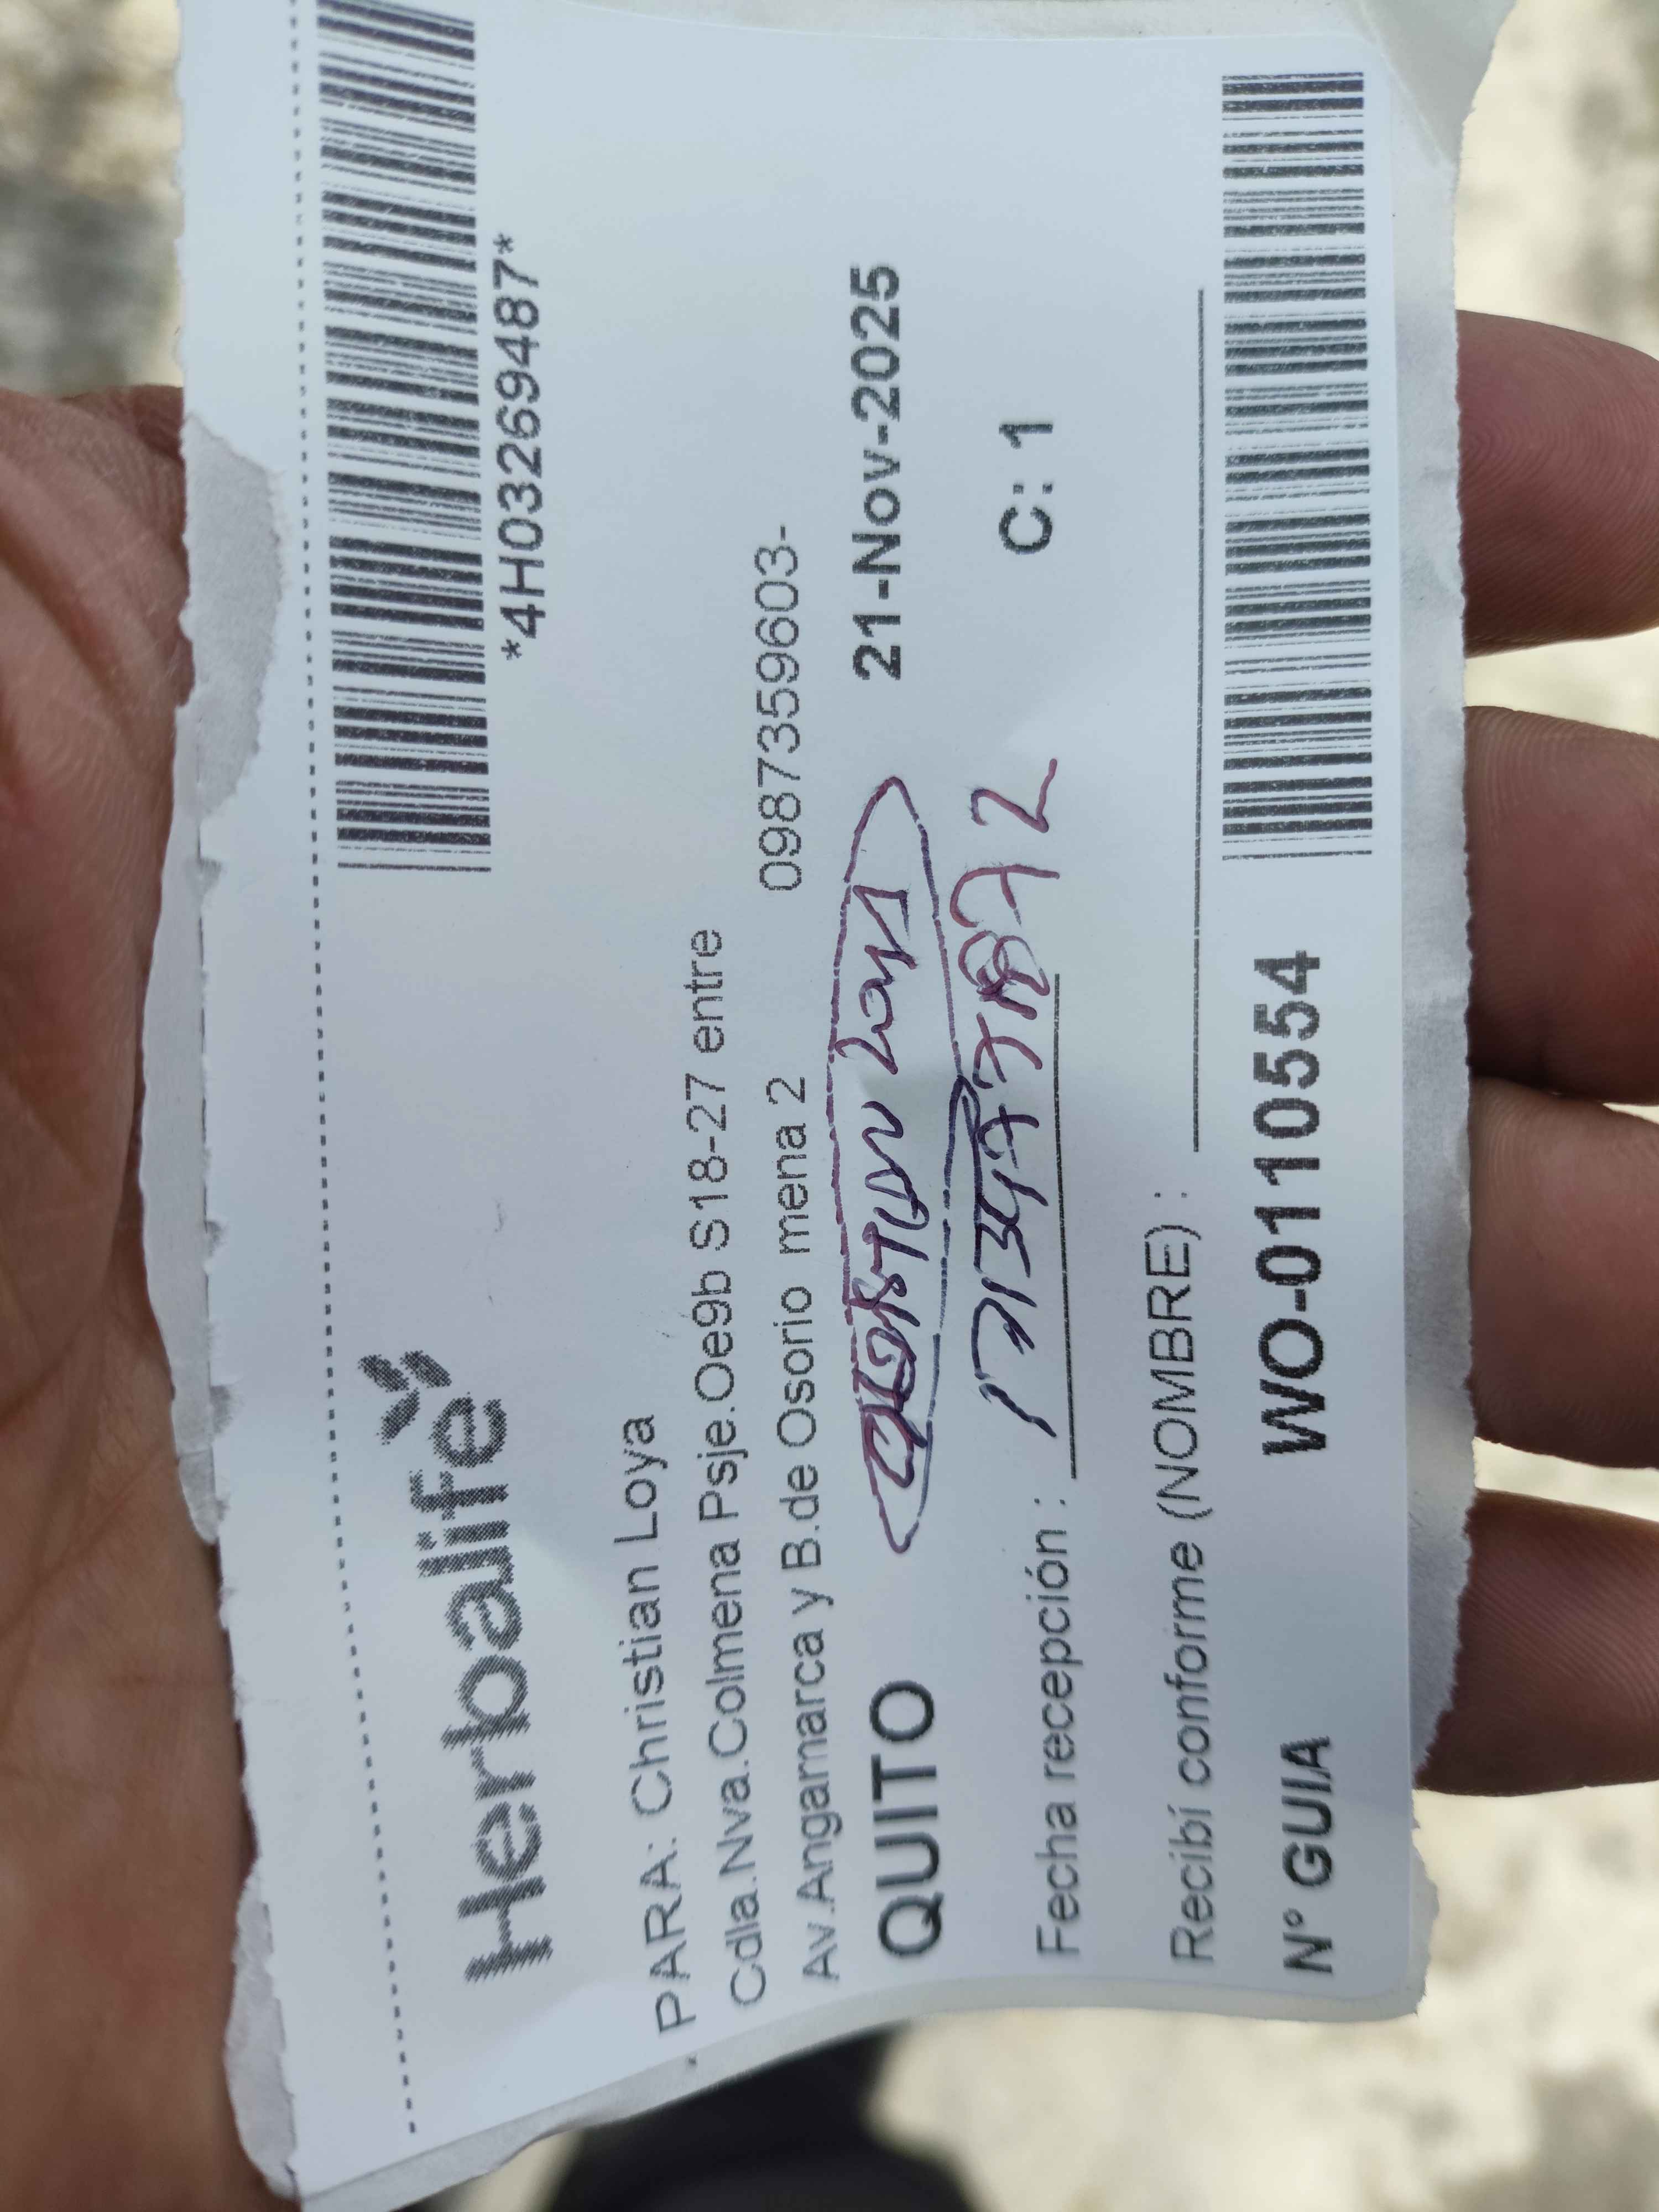 Herbalife
*4H03269487*
PARA: Christian Loya
Cdla.Nva.Colmena Psje.Oe9b S18-27 entre
Av.Angamarca y B.de Osorio mena 2 0987359603-
QUITO 21-Nov-2025
Fecha recepción :
C: 1
Recibí conforme (NOMBRE) :
N° GUIA WO-0110554